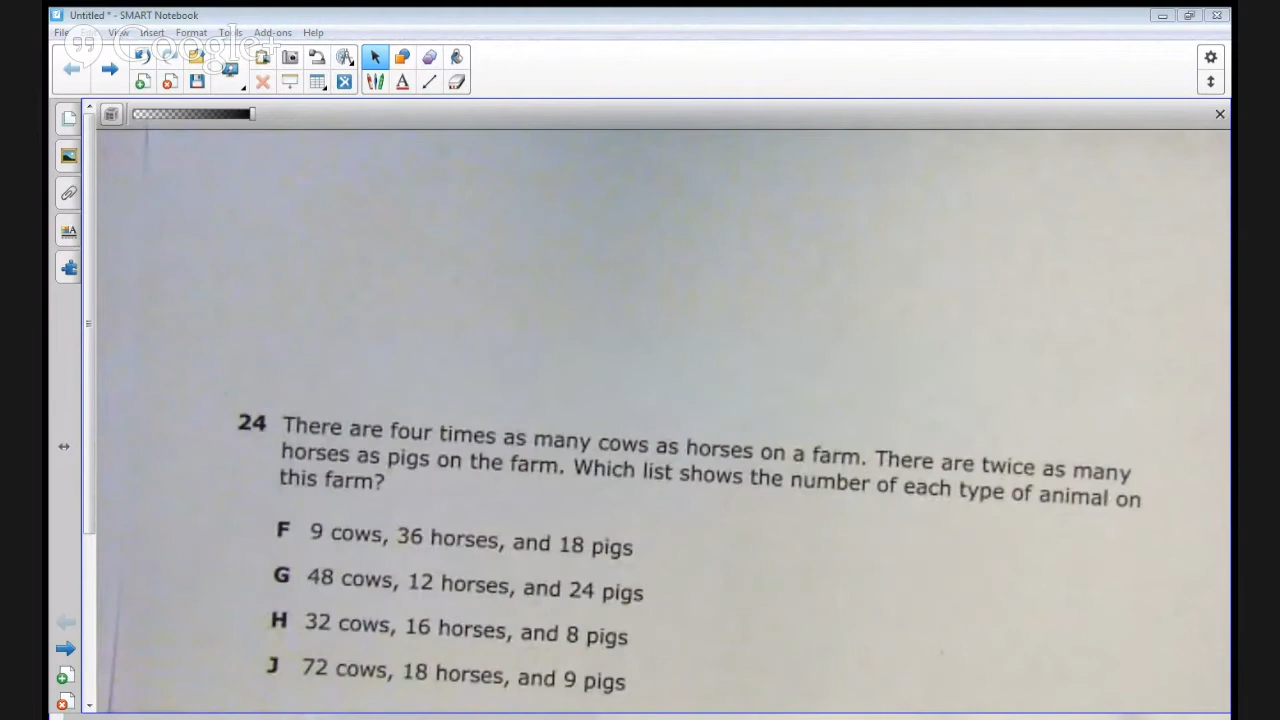 Untitled * - SMART Notebook
File View Insert Format Tools Add-ons Help
Google+
24 There are four times as many cows as horses on a farm. There are twice as many
horses as pigs on the farm. Which list shows the number of each type of animal on
this farm?
F 9 cows, 36 horses, and 18 pigs
G 48 cows, 12 horses, and 24 pigs
H 32 cows, 16 horses, and 8 pigs
J 72 cows, 18 horses, and 9 pigs